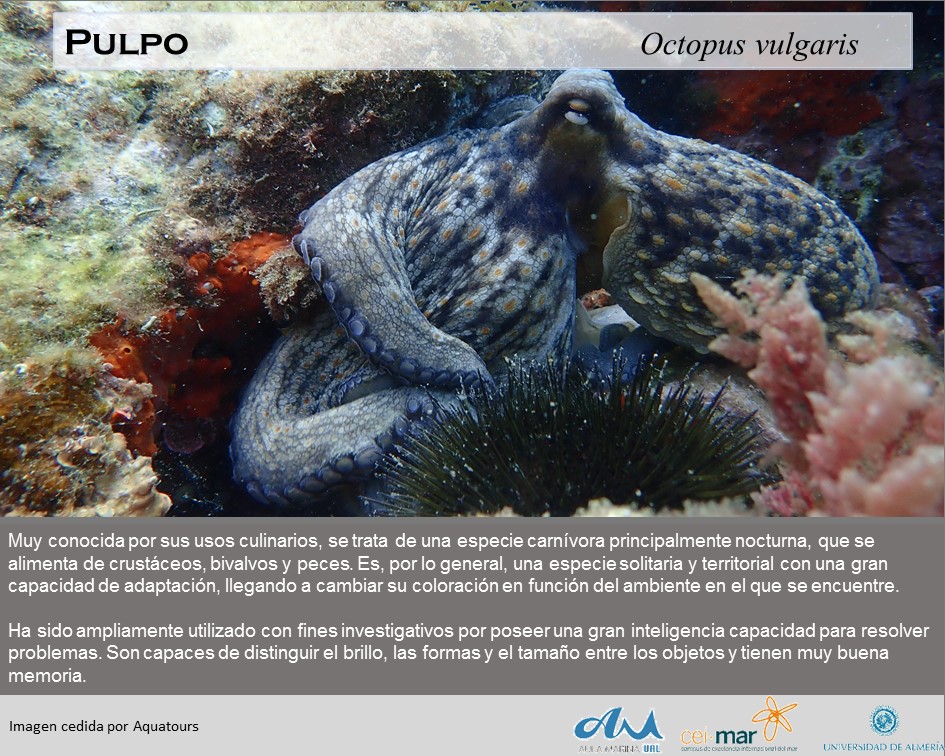 PULPO
Octopus vulgaris
Muy conocida por sus usos culinarios, se trata de una especie carnívora principalmente nocturna, que se
alimenta de crustáceos, bivalvos y peces. Es, por lo general, una especie solitaria y territorial con una gran
capacidad de adaptación, llegando a cambiar su coloración en función del ambiente en el que se encuentre.
Ha sido ampliamente utilizado con fines investigativos por poseer una gran inteligencia capacidad para resolver
problemas. Son capaces de distinguir el brillo, las formas y el tamaño entre los objetos y tienen muy buena
memoria.
Imagen cedida por Aquatours
AULA MARINA UAL
cei·mar
campus de excelencia internacional del mar
UNIVERSIDAD DE ALMERÍA